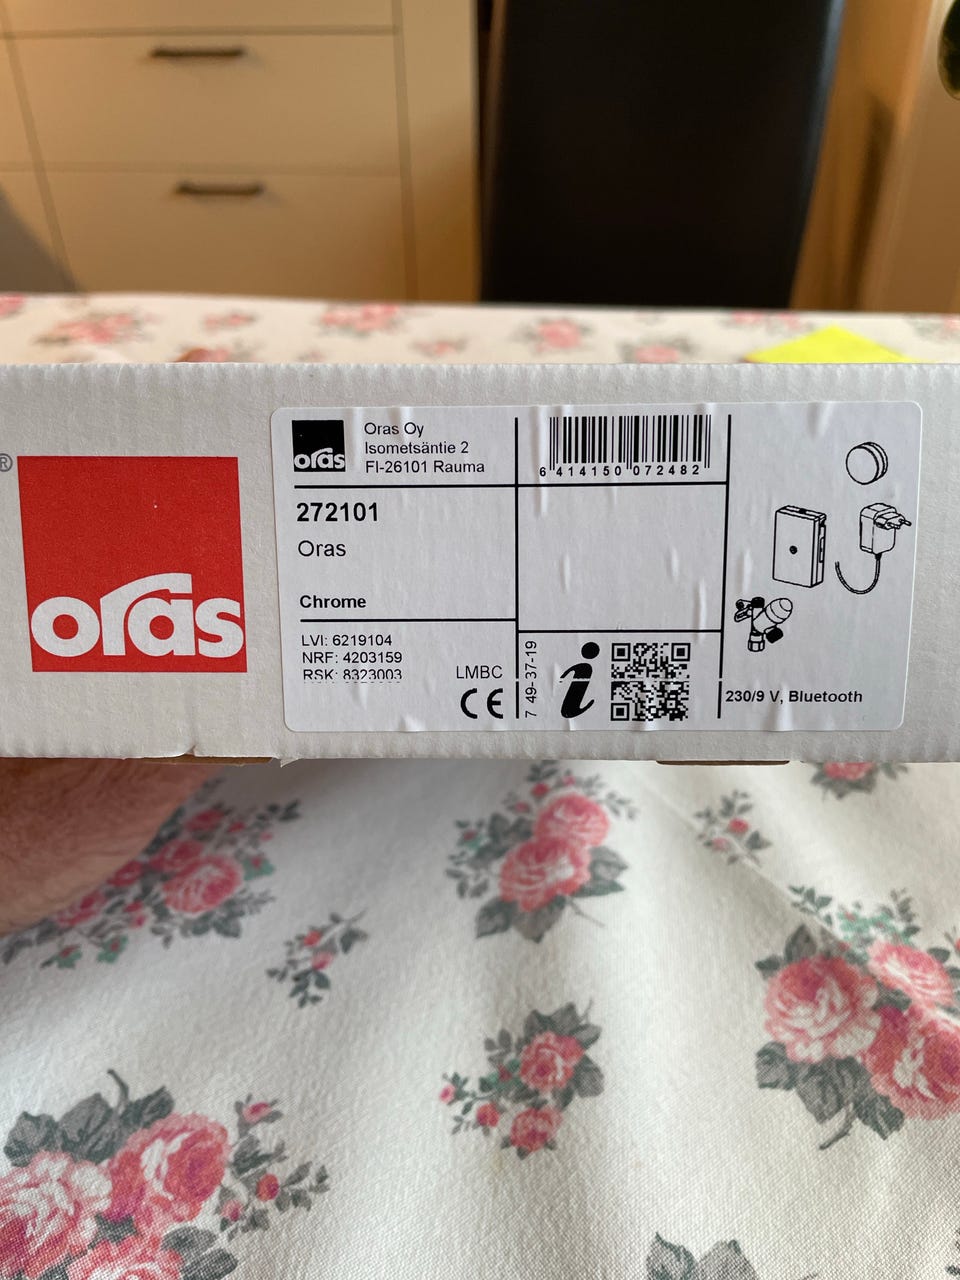 ®
oras
oras
Oras Oy
Isometsäntie 2
FI-26101 Rauma
6 414150 072482
272101
Oras
Chrome
LVI: 6219104
NRF: 4203159
RSK: 8323003
LMBC
CE
7 49-37-19
i
230/9 V, Bluetooth